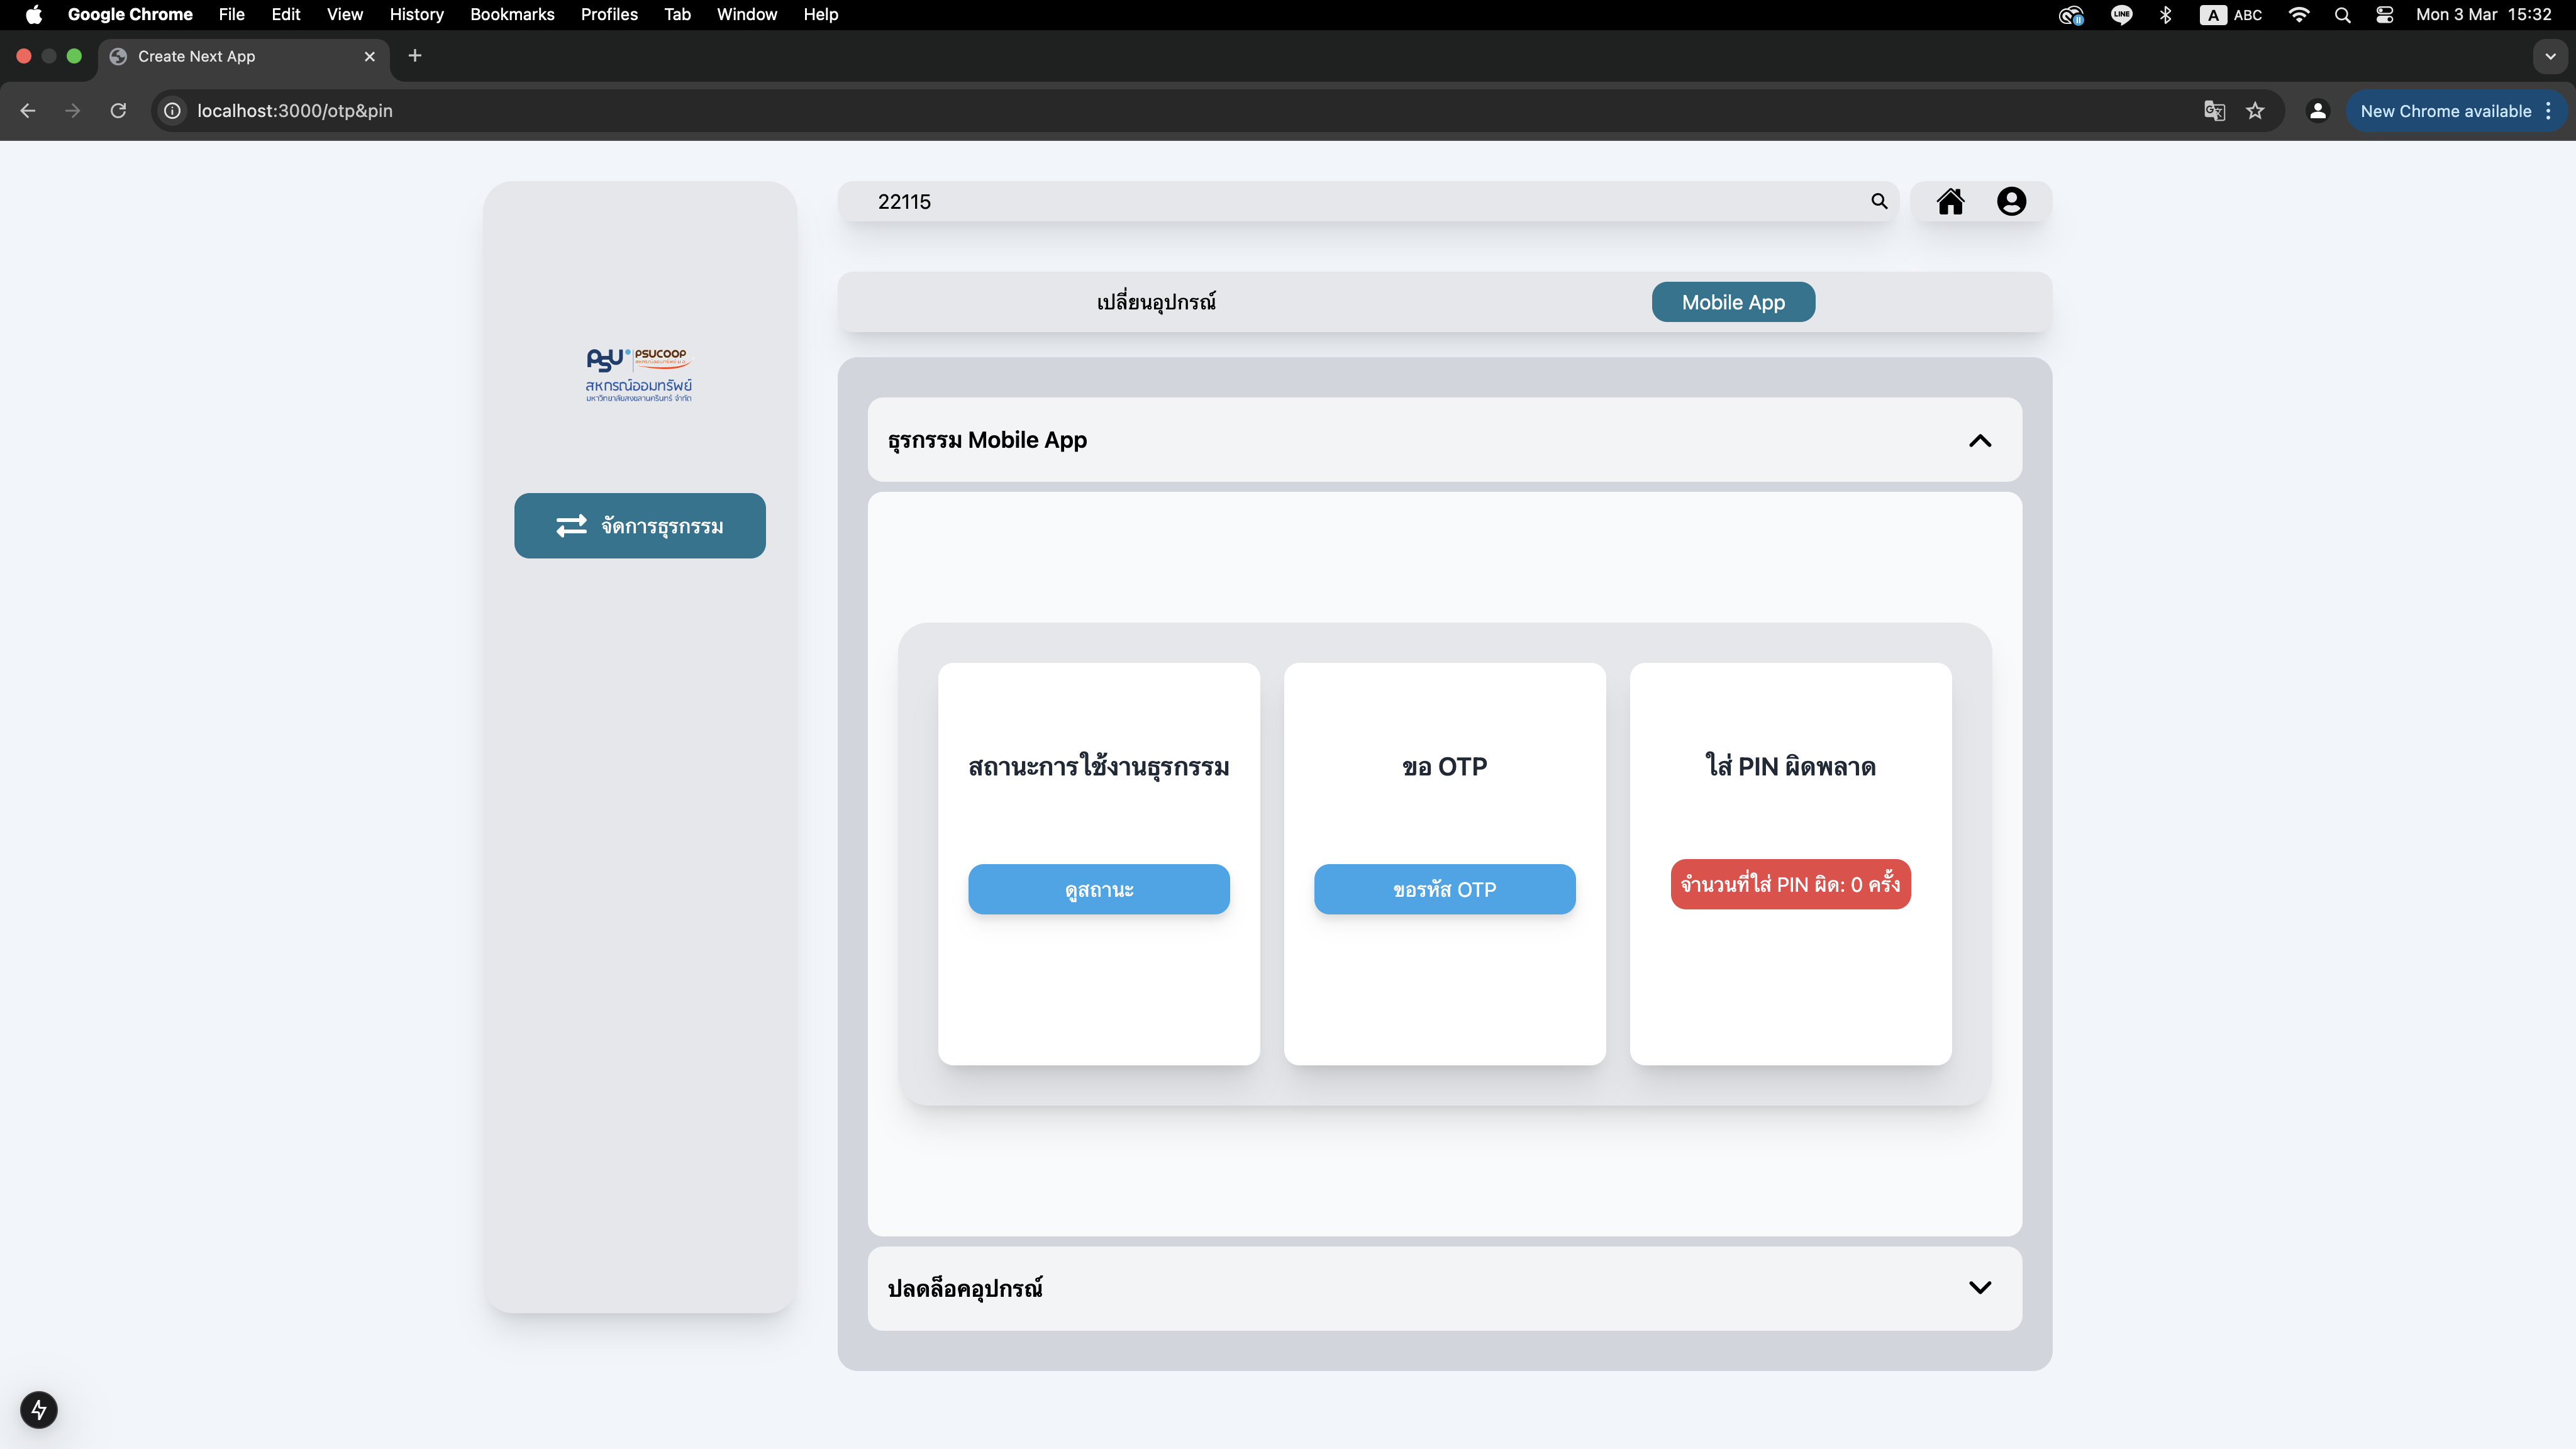 Google Chrome File Edit View History Bookmarks Profiles Tab Window Help
LINE A ABC Mon 3 Mar 15:32
Create Next App
localhost:3000/otp&pin
New Chrome available
22115
เปลี่ยนอุปกรณ์ Mobile App
PSU PSUCOOP
สหกรณ์ออมทรัพย์
มหาวิทยาลัยสงขลานครินทร์ จำกัด
จัดการธุรกรรม
ธุรกรรม Mobile App
สถานะการใช้งานธุรกรรม
ดูสถานะ
ขอ OTP
ขอรหัส OTP
ใส่ PIN ผิดพลาด
จำนวนที่ใส่ PIN ผิด: 0 ครั้ง
ปลดล็อคอุปกรณ์